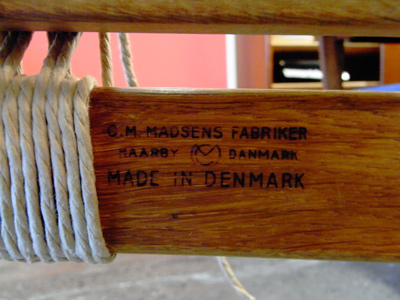 C.M. MADSENS FABRIKER
HAARBY DANMARK
MADE IN DENMARK